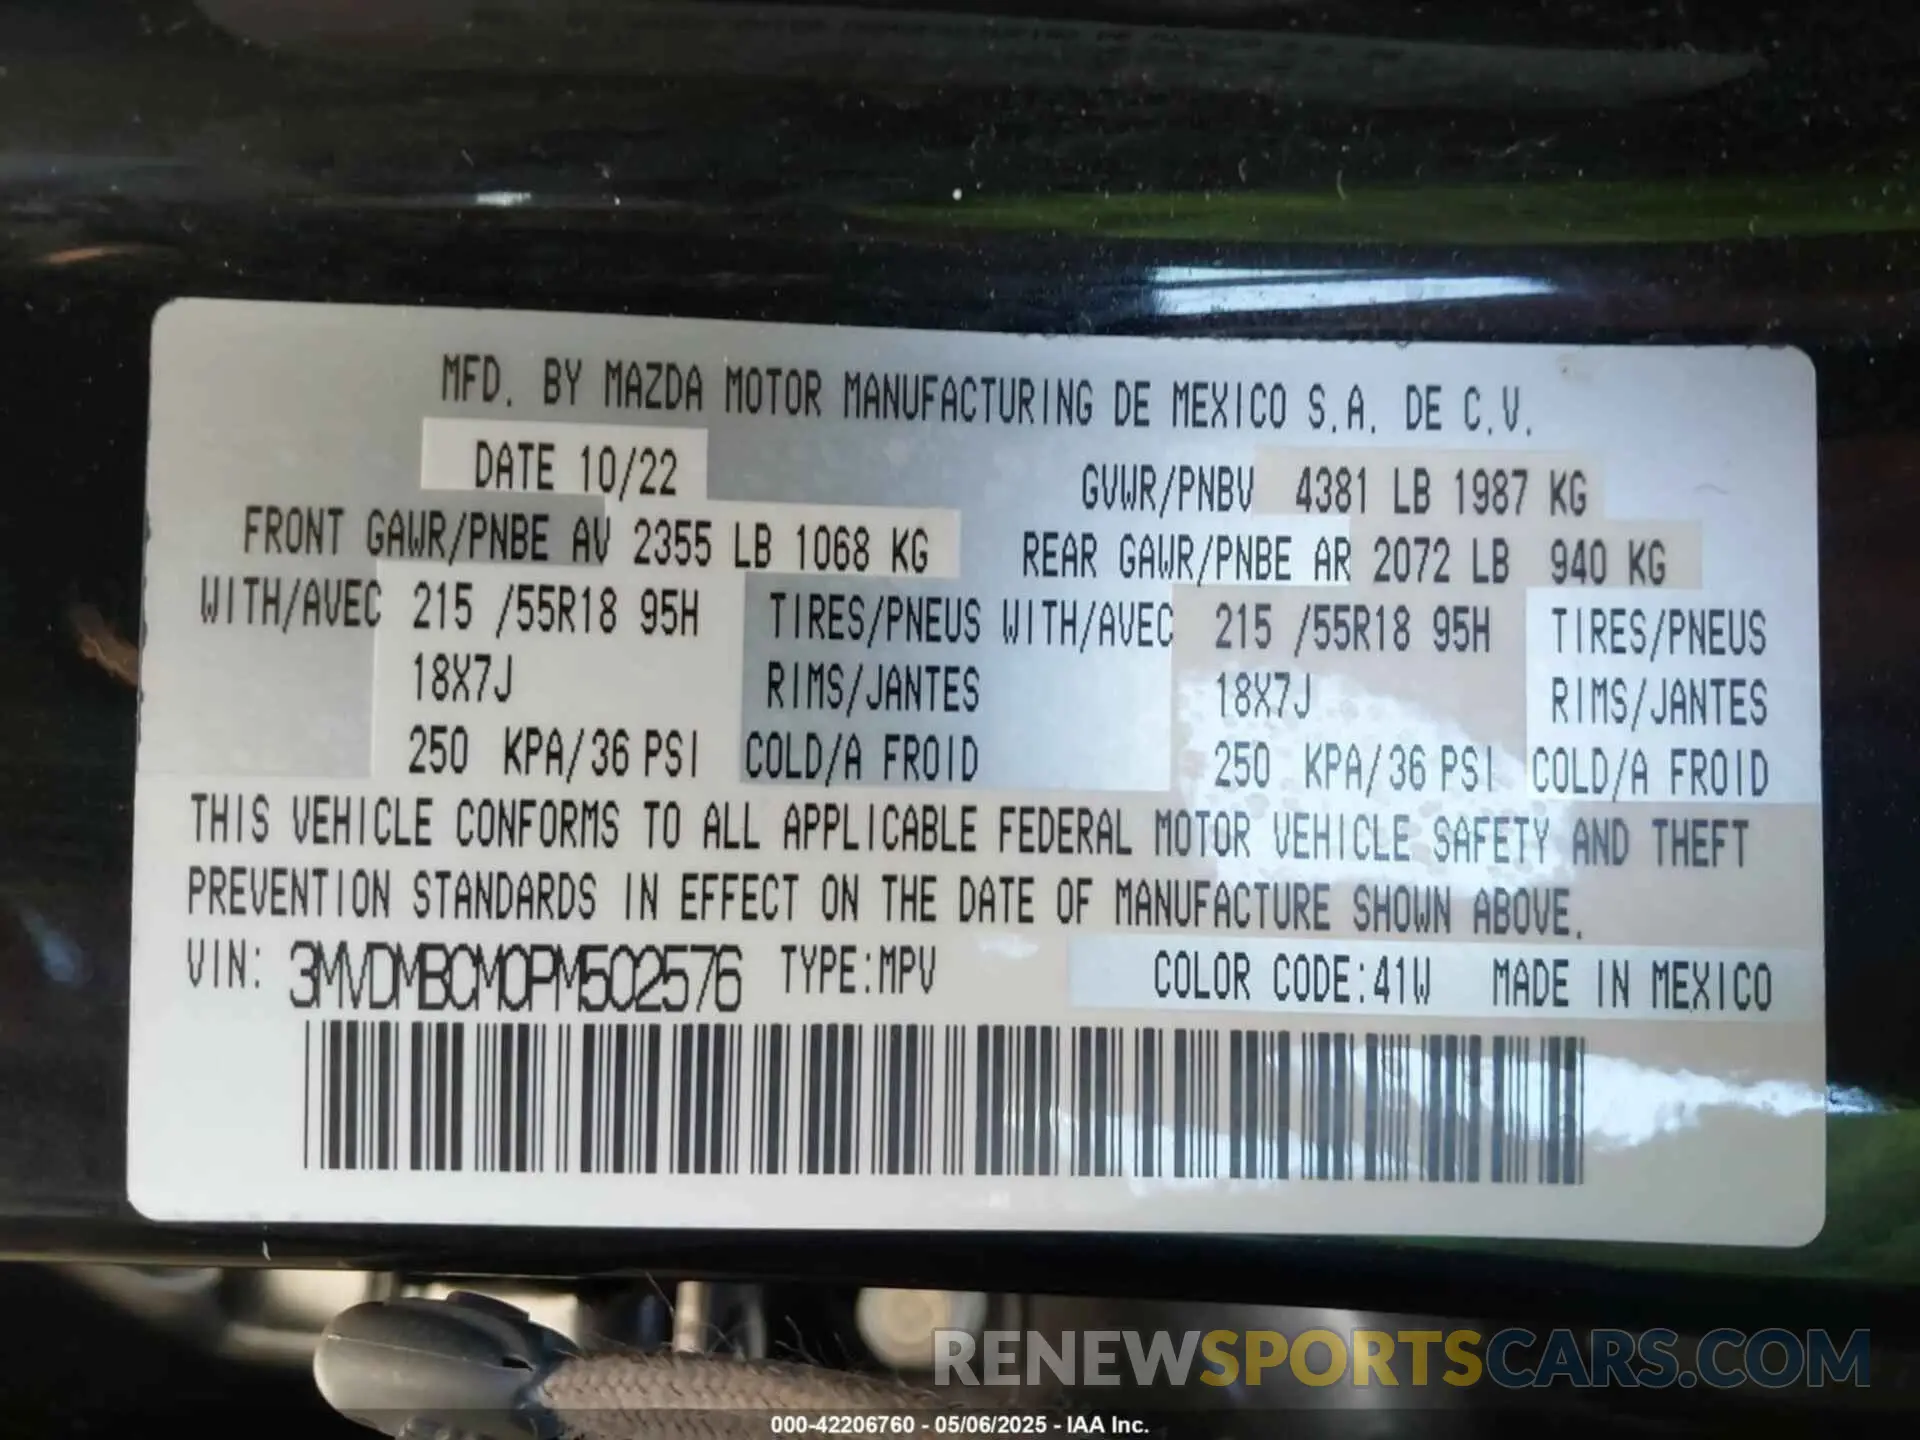 MFD. BY MAZDA MOTOR MANUFACTURING DE MEXICO S.A. DE C.V.
DATE 10/22 GVWR/PNBV 4381 LB 1987 KG
FRONT GAWR/PNBE AV 2355 LB 1068 KG REAR GAWR/PNBE AR 2072 LB 940 KG
WITH/AVEC 215 /55R18 95H TIRES/PNEUS WITH/AVEC 215 /55R18 95H TIRES/PNEUS
18X7J RIMS/JANTES 18X7J RIMS/JANTES
250 KPA/36 PSI COLD/A FROID 250 KPA/36 PSI COLD/A FROID
THIS VEHICLE CONFORMS TO ALL APPLICABLE FEDERAL MOTOR VEHICLE SAFETY AND THEFT
PREVENTION STANDARDS IN EFFECT ON THE DATE OF MANUFACTURE SHOWN ABOVE.
VIN: 3MVDMBCM0PM502576 TYPE:MPV COLOR CODE:41W MADE IN MEXICO
RENEWSPORTSCARS.COM
000-42206760 - 05/06/2025 - IAA Inc.